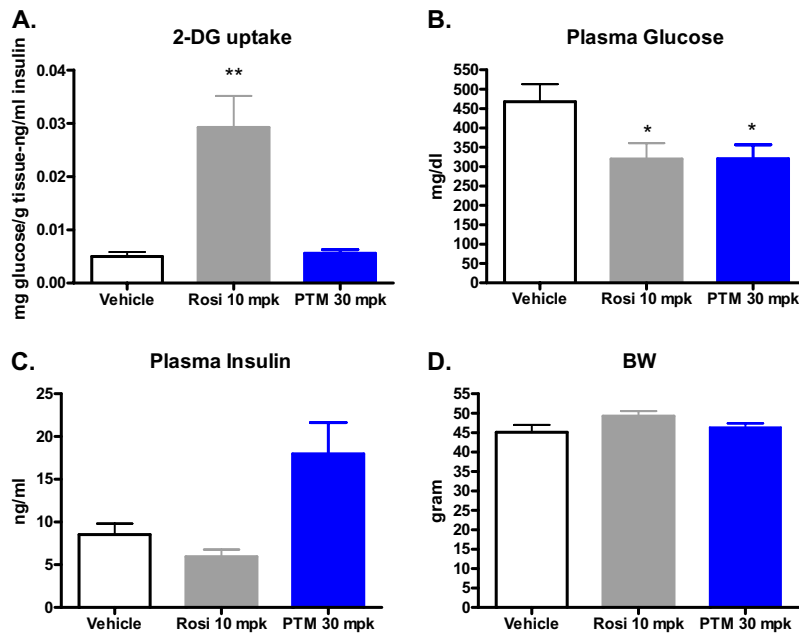 A.
2-DG uptake
mg glucose/g tissue-ng/ml insulin
0.04
0.03
0.02
0.01
0.00
**
Vehicle
Rosi 10 mpk
PTM 30 mpk
B.
Plasma Glucose
mg/dl
550
500
450
400
350
300
250
200
150
100
50
0
*
*
Vehicle
Rosi 10 mpk
PTM 30 mpk
C.
Plasma Insulin
ng/ml
25
20
15
10
5
0
Vehicle
Rosi 10 mpk
PTM 30 mpk
D.
BW
gram
60
55
50
45
40
35
30
25
20
15
10
5
0
Vehicle
Rosi 10 mpk
PTM 30 mpk